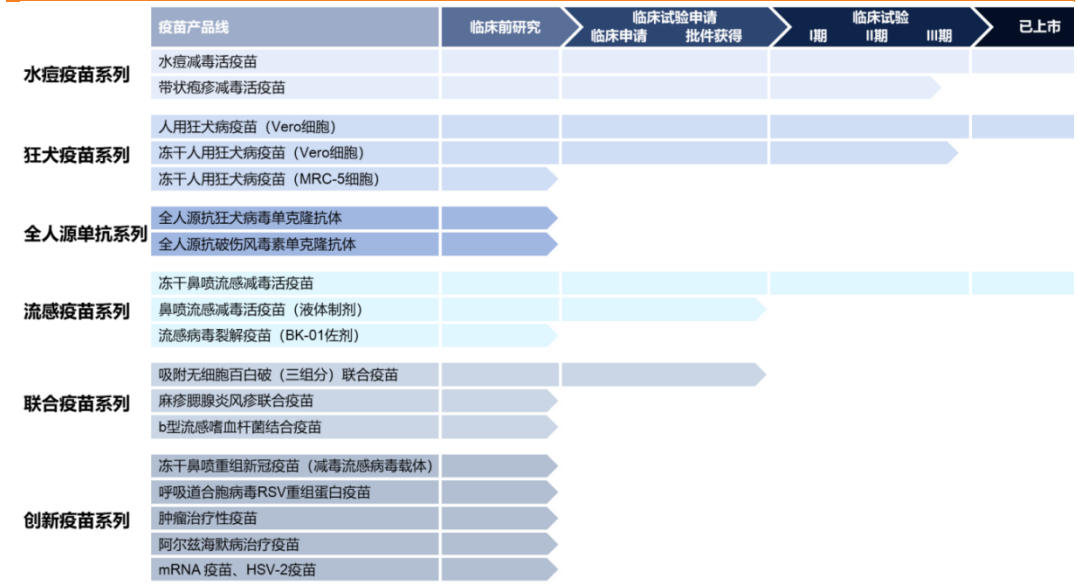 疫苗产品线 临床前研究 临床试验申请 临床试验 已上市
临床申请 批件获得 I期 II期 III期
水痘疫苗系列
水痘减毒活疫苗
带状疱疹减毒活疫苗
狂犬疫苗系列
人用狂犬病疫苗（Vero细胞）
冻干人用狂犬病疫苗（Vero细胞）
冻干人用狂犬病疫苗（MRC-5细胞）
全人源单抗系列
全人源抗狂犬病毒单克隆抗体
全人源抗破伤风毒素单克隆抗体
流感疫苗系列
冻干鼻喷流感减毒活疫苗
鼻喷流感减毒活疫苗（液体制剂）
流感病毒裂解疫苗（BK-01佐剂）
联合疫苗系列
吸附无细胞百白破（三组分）联合疫苗
麻疹腮腺炎风疹联合疫苗
b型流感嗜血杆菌结合疫苗
创新疫苗系列
冻干鼻喷重组新冠疫苗（减毒流感病毒载体）
呼吸道合胞病毒RSV重组蛋白疫苗
肿瘤治疗性疫苗
阿尔兹海默病治疗疫苗
mRNA 疫苗、HSV-2疫苗